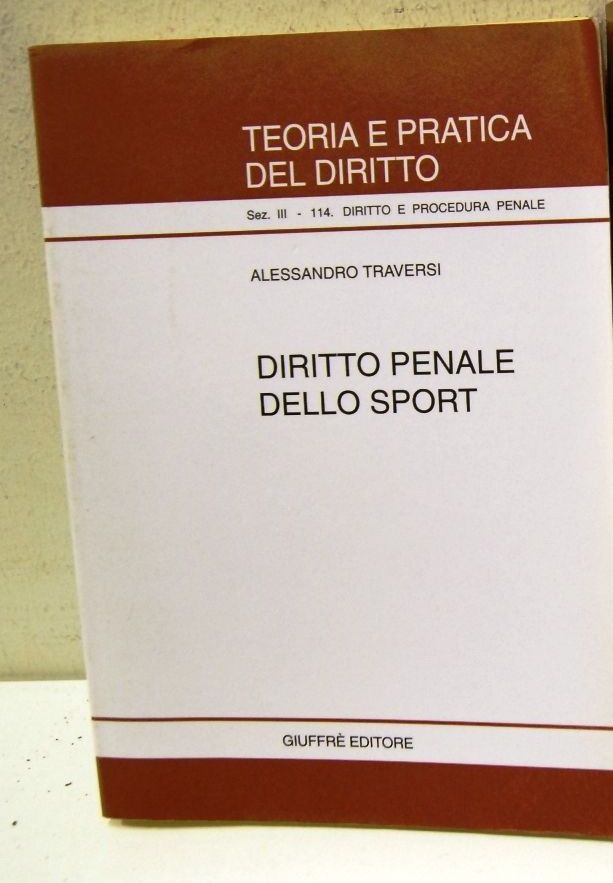 TEORIA E PRATICA
DEL DIRITTO
Sez. III - 114. DIRITTO E PROCEDURA PENALE
ALESSANDRO TRAVERSI
DIRITTO PENALE
DELLO SPORT
GIUFFRÈ EDITORE